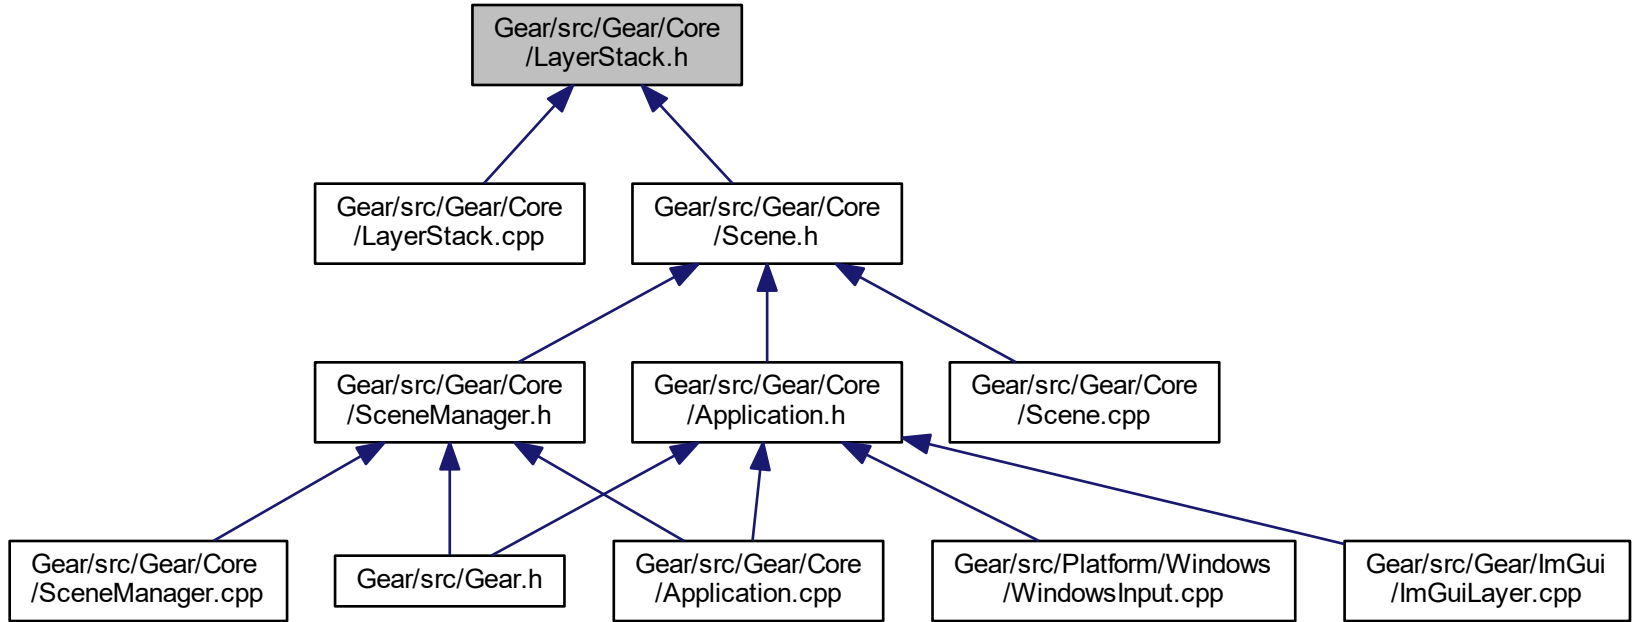 Gear/src/Gear/Core
/LayerStack.h
Gear/src/Gear/Core
/LayerStack.cpp
Gear/src/Gear/Core
/Scene.h
Gear/src/Gear/Core
/SceneManager.h
Gear/src/Gear/Core
/Application.h
Gear/src/Gear/Core
/Scene.cpp
Gear/src/Gear/Core
/SceneManager.cpp
Gear/src/Gear.h
Gear/src/Gear/Core
/Application.cpp
Gear/src/Platform/Windows
/WindowsInput.cpp
Gear/src/Gear/ImGui
/ImGuiLayer.cpp